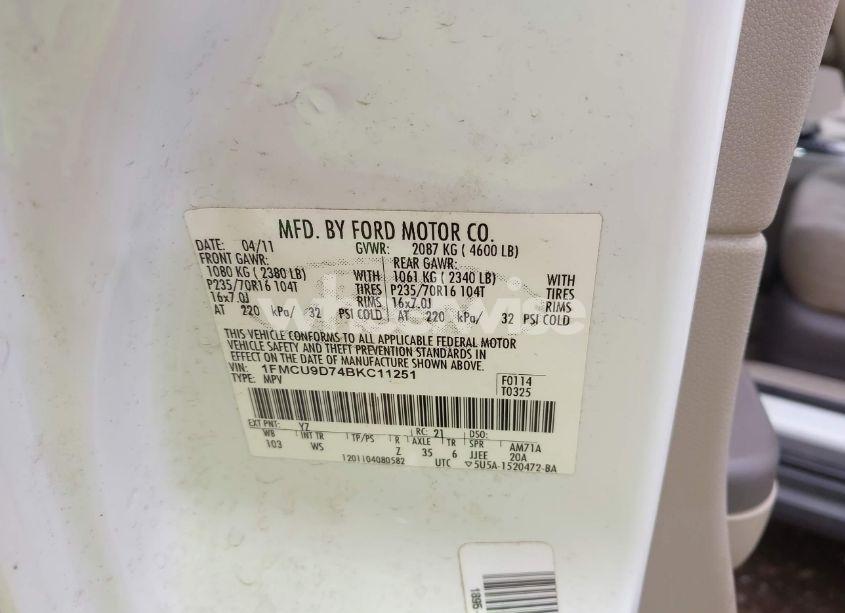 MFD. BY FORD MOTOR CO.
DATE: 04/11 GVWR: 2087 KG ( 4600 LB)
FRONT GAWR: REAR GAWR:
1080 KG ( 2380 LB) WITH 1061 KG ( 2340 LB) WITH
P235/70R16 104T TIRES P235/70R16 104T TIRES
16x7.0J RIMS 16x7.0J RIMS
AT 220 kPa/ 32 PSI COLD AT 220 kPa/ 32 PSI COLD
wheelwise
THIS VEHICLE CONFORMS TO ALL APPLICABLE FEDERAL MOTOR
VEHICLE SAFETY AND THEFT PREVENTION STANDARDS IN
EFFECT ON THE DATE OF MANUFACTURE SHOWN ABOVE.
VIN: 1FMCU9D74BKC11251 F0114
TYPE: MPV T0325
EXT PNT: YZ RC: 21 DSO:
WB INT TR TP/PS R AXLE TR SPR AM71A
103 WS Z 35 6 JJEE 20A
1201104080582 UTC ▽5U5A-1520472-BA